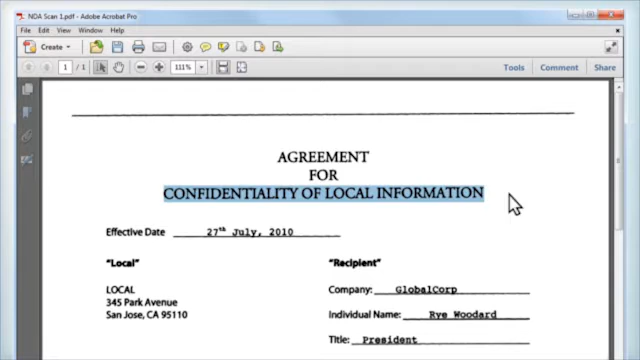 NDA Scan 1.pdf - Adobe Acrobat Pro
File Edit View Window Help
Create
1 / 1 111% Tools Comment Share
AGREEMENT
FOR
CONFIDENTIALITY OF LOCAL INFORMATION
Effective Date 27th July, 2010
"Local" "Recipient"
LOCAL Company: GlobalCorp
345 Park Avenue
San Jose, CA 95110 Individual Name: Rye Woodard
Title: President